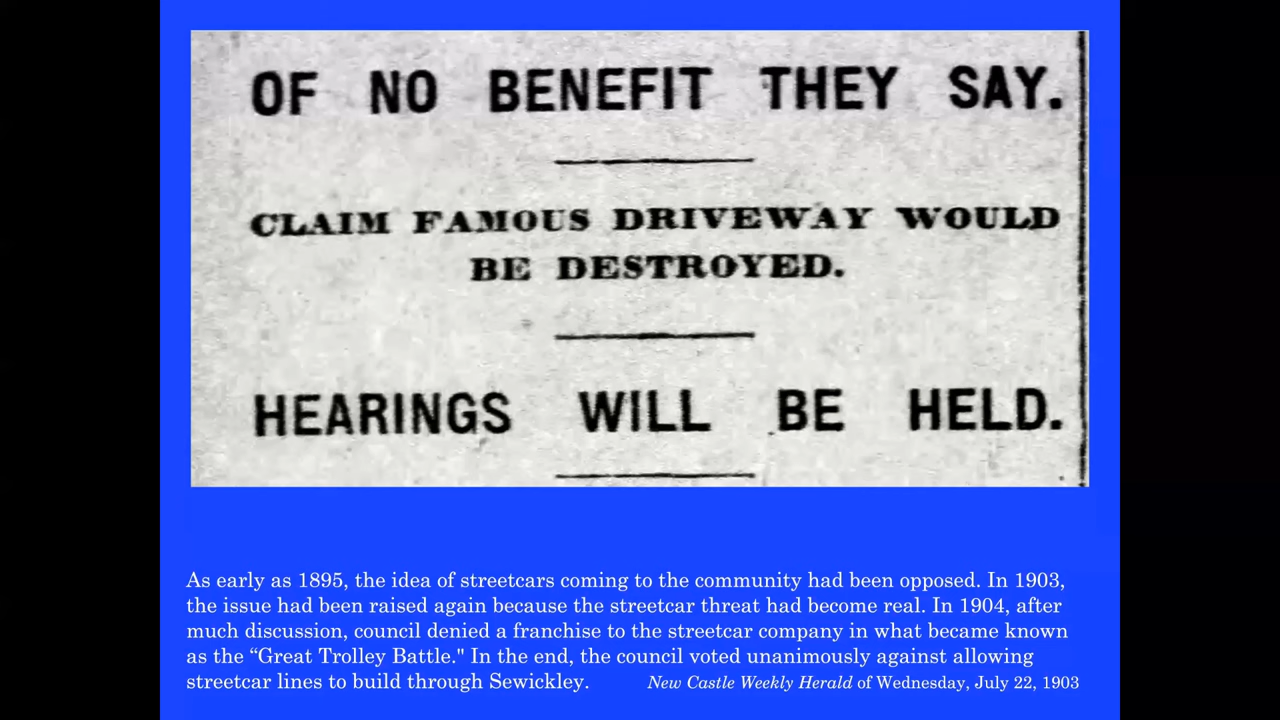 OF NO BENEFIT THEY SAY.
CLAIM FAMOUS DRIVEWAY WOULD
BE DESTROYED.
HEARINGS WILL BE HELD.
As early as 1895, the idea of streetcars coming to the community had been opposed. In 1903,
the issue had been raised again because the streetcar threat had become real. In 1904, after
much discussion, council denied a franchise to the streetcar company in what became known
as the “Great Trolley Battle." In the end, the council voted unanimously against allowing
streetcar lines to build through Sewickley. New Castle Weekly Herald of Wednesday, July 22, 1903